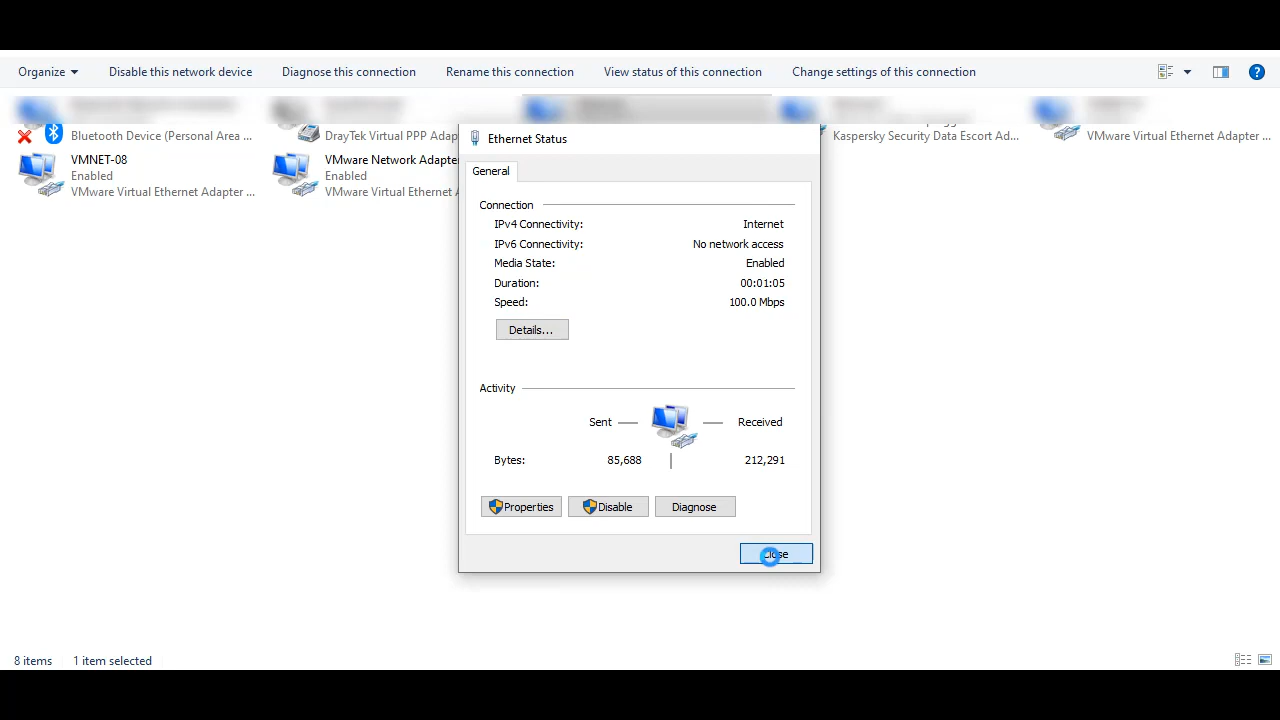 Organize Disable this network device Diagnose this connection Rename this connection View status of this connection Change settings of this connection
Bluetooth Device (Personal Area ... DrayTek Virtual PPP Adap Kaspersky Security Data Escort Ad... VMware Virtual Ethernet Adapter ...
VMNET-08
Enabled
VMware Virtual Ethernet Adapter ...
VMware Network Adapte
Enabled
VMware Virtual Ethernet A
Ethernet Status
General
Connection
IPv4 Connectivity: Internet
IPv6 Connectivity: No network access
Media State: Enabled
Duration: 00:01:05
Speed: 100.0 Mbps
Details...
Activity
Sent Received
Bytes: 85,688 212,291
Properties Disable Diagnose
Close
8 items 1 item selected